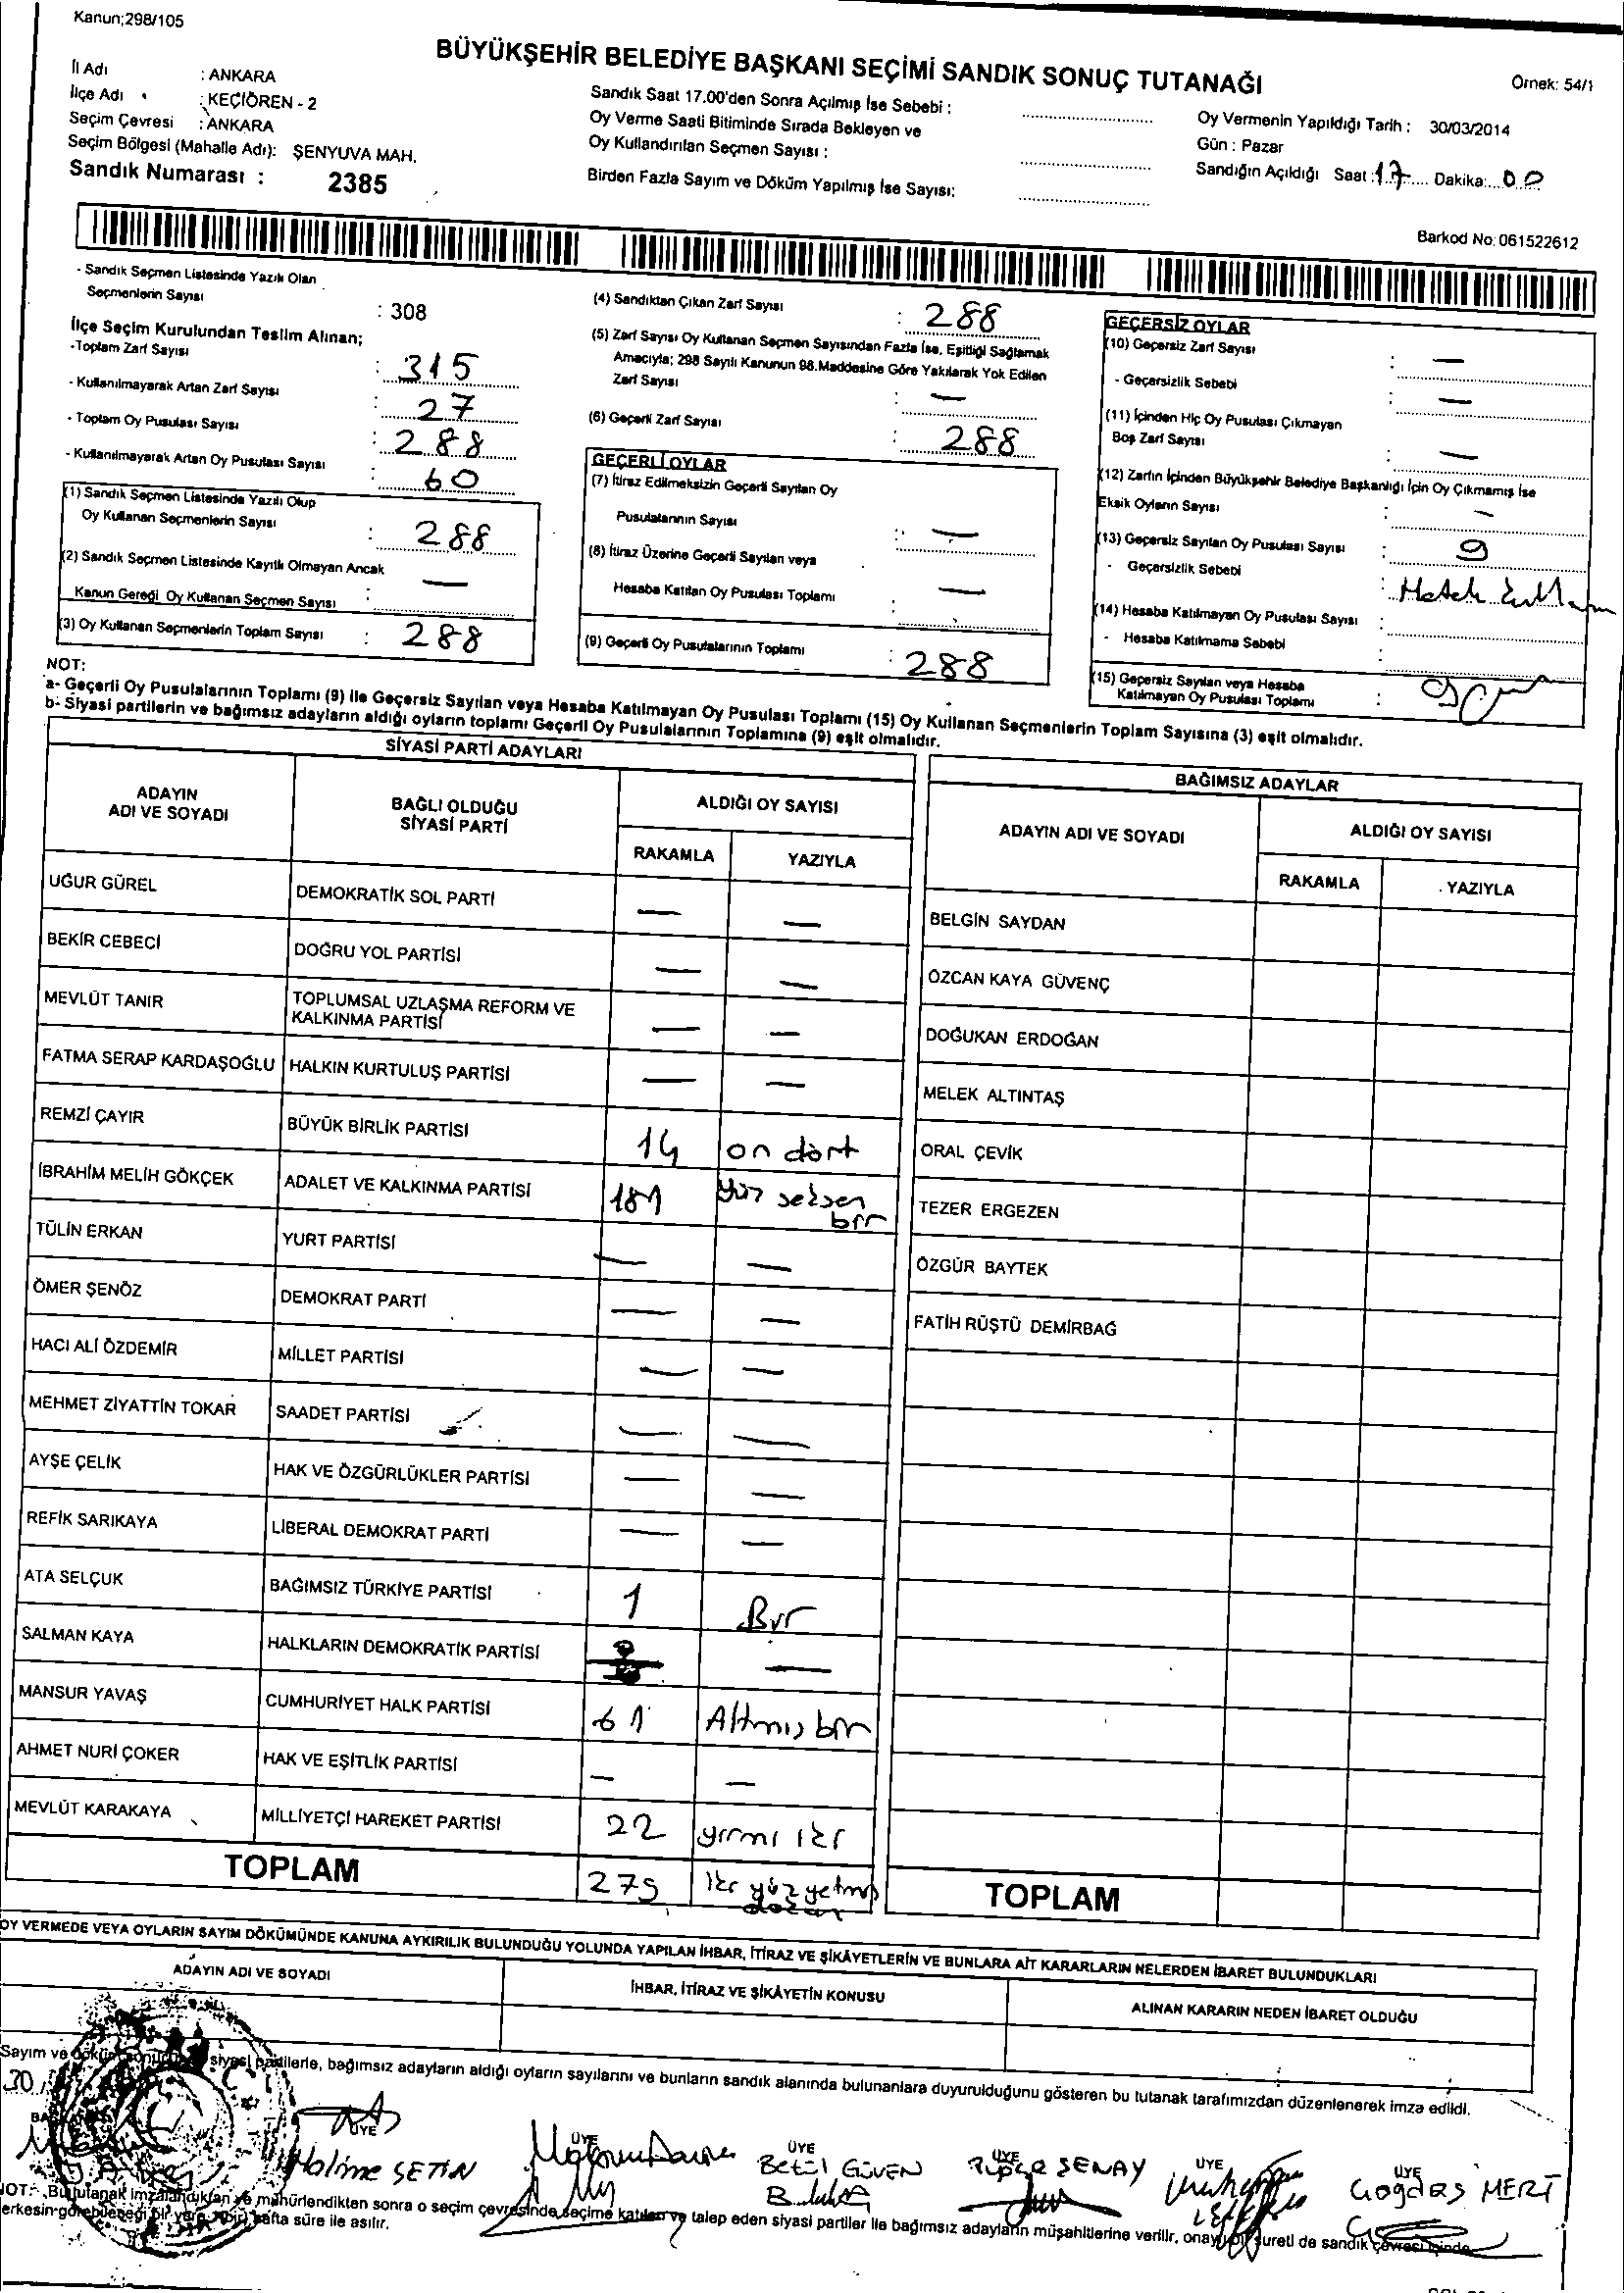 Kanun;298/105
BÜYÜKŞEHİR BELEDİYE BAŞKANI SEÇİMİ SANDIK SONUÇ TUTANAĞI
Örnek: 54/1
İl Adı : ANKARA
İlçe Adı : KEÇİÖREN - 2
Seçim Çevresi : ANKARA
Seçim Bölgesi (Mahalle Adı): ŞENYUVA MAH.
Sandık Numarası : 2385
Sandık Saat 17.00'den Sonra Açılmış İse Sebebi :
Oy Verme Saati Bitiminde Sırada Bekleyen ve
Oy Kullandırılan Seçmen Sayısı :
Birden Fazla Sayım ve Döküm Yapılmış İse Sayısı:
Oy Vermenin Yapıldığı Tarih : 30/03/2014
Gün : Pazar
Sandığın Açıldığı Saat : 17 Dakika: 00
Barkod No: 061522612
- Sandık Seçmen Listesinde Yazılı Olan
Seçmenlerin Sayısı : 308
İlçe Seçim Kurulundan Teslim Alınan;
-Toplam Zarf Sayısı : 315
- Kullanılmayarak Artan Zarf Sayısı : 27
- Toplam Oy Pusulası Sayısı : 288
- Kullanılmayarak Artan Oy Pusulası Sayısı : 60
(1) Sandık Seçmen Listesinde Yazılı Olup
Oy Kullanan Seçmenlerin Sayısı : 288
(2) Sandık Seçmen Listesinde Kayıtlı Olmayan Ancak
Kanun Gereği Oy Kullanan Seçmen Sayısı : —
(3) Oy Kullanan Seçmenlerin Toplam Sayısı : 288
(4) Sandıktan Çıkan Zarf Sayısı : 288
(5) Zarf Sayısı Oy Kullanan Seçmen Sayısından Fazla İse, Eşitliği Sağlamak
Amacıyla; 298 Sayılı Kanunun 98.Maddesine Göre Yakılarak Yok Edilen
Zarf Sayısı : —
(6) Geçerli Zarf Sayısı : 288
GEÇERLİ OYLAR
(7) İtiraz Edilmeksizin Geçerli Sayılan Oy
Pusulalarının Sayısı : —
(8) İtiraz Üzerine Geçerli Sayılan veya
Hesaba Katılan Oy Pusulası Toplamı : —
(9) Geçerli Oy Pusulalarının Toplamı : 288
GEÇERSİZ OYLAR
(10) Geçersiz Zarf Sayısı : —
- Geçersizlik Sebebi : —
(11) İçinden Hiç Oy Pusulası Çıkmayan
Boş Zarf Sayısı : —
(12) Zarfın İçinden Büyükşehir Belediye Başkanlığı İçin Oy Çıkmamış İse
Eksik Oyların Sayısı : —
(13) Geçersiz Sayılan Oy Pusulası Sayısı : 9
- Geçersizlik Sebebi :
(14) Hesaba Katılmayan Oy Pusulası Sayısı :
- Hesaba Katılmama Sebebi :
(15) Geçersiz Sayılan veya Hesaba
Katılmayan Oy Pusulası Toplamı : 9
NOT:
a- Geçerli Oy Pusulalarının Toplamı (9) ile Geçersiz Sayılan veya Hesaba Katılmayan Oy Pusulası Toplamı (15) Oy Kullanan Seçmenlerin Toplam Sayısına (3) eşit olmalıdır.
b- Siyasi partilerin ve bağımsız adayların aldığı oyların toplamı Geçerli Oy Pusulalarının Toplamına (9) eşit olmalıdır.
SİYASİ PARTİ ADAYLARI
ADAYIN ADI VE SOYADI BAĞLI OLDUĞU SİYASİ PARTİ ALDIĞI OY SAYISI
RAKAMLA YAZIYLA
UĞUR GÜREL DEMOKRATİK SOL PARTİ — —
BEKİR CEBECİ DOĞRU YOL PARTİSİ — —
MEVLÜT TANIR TOPLUMSAL UZLAŞMA REFORM VE KALKINMA PARTİSİ — —
FATMA SERAP KARDAŞOĞLU HALKIN KURTULUŞ PARTİSİ — —
REMZİ ÇAYIR BÜYÜK BİRLİK PARTİSİ 14 on dört
İBRAHİM MELİH GÖKÇEK ADALET VE KALKINMA PARTİSİ 181 yüz seksen bir
TÜLİN ERKAN YURT PARTİSİ — —
ÖMER ŞENÖZ DEMOKRAT PARTİ — —
HACI ALİ ÖZDEMİR MİLLET PARTİSİ — —
MEHMET ZİYATTİN TOKAR SAADET PARTİSİ — —
AYŞE ÇELİK HAK VE ÖZGÜRLÜKLER PARTİSİ — —
REFİK SARIKAYA LİBERAL DEMOKRAT PARTİ — —
ATA SELÇUK BAĞIMSIZ TÜRKİYE PARTİSİ 1 Bir
SALMAN KAYA HALKLARIN DEMOKRATİK PARTİSİ —
MANSUR YAVAŞ CUMHURİYET HALK PARTİSİ 61 Altmış bir
AHMET NURİ ÇOKER HAK VE EŞİTLİK PARTİSİ — —
MEVLÜT KARAKAYA MİLLİYETÇİ HAREKET PARTİSİ 22 yirmi iki
TOPLAM 279 iki yüz yetmiş dokuz
BAĞIMSIZ ADAYLAR
ADAYIN ADI VE SOYADI ALDIĞI OY SAYISI
RAKAMLA YAZIYLA
BELGİN SAYDAN
ÖZCAN KAYA GÜVENÇ
DOĞUKAN ERDOĞAN
MELEK ALTINTAŞ
ORAL ÇEVİK
TEZER ERGEZEN
ÖZGÜR BAYTEK
FATİH RÜŞTÜ DEMİRBAĞ
TOPLAM
OY VERMEDE VEYA OYLARIN SAYIM DÖKÜMÜNDE KANUNA AYKIRILIK BULUNDUĞU YOLUNDA YAPILAN İHBAR, İTİRAZ VE ŞİKÂYETLERİN VE BUNLARA AİT KARARLARIN NELERDEN İBARET BULUNDUKLARI
ADAYIN ADI VE SOYADI İHBAR, İTİRAZ VE ŞİKÂYETİN KONUSU ALINAN KARARIN NEDEN İBARET OLDUĞU
Sayım ve siyasi partilerle, bağımsız adayların aldığı oyların sayılarını ve bunların sandık alanında bulunanlara duyurulduğunu gösteren bu tutanak tarafımızdan düzenlenerek imza edildi.
30
ÜYE ÜYE ÜYE ÜYE ÜYE ÜYE
Halime ÇETİN Betül GÜVEN ŞENAY Çağdaş MERT
NOT: Bu tutanak imzalandıktan ve mühürlendikten sonra o seçim çevresinde seçime katılan ve talep eden siyasi partiler ile bağımsız adayların müşahitlerine verilir, sureti de sandık çevresi içinde
herkesin görebileceği bir yere hafta süre ile asılır.